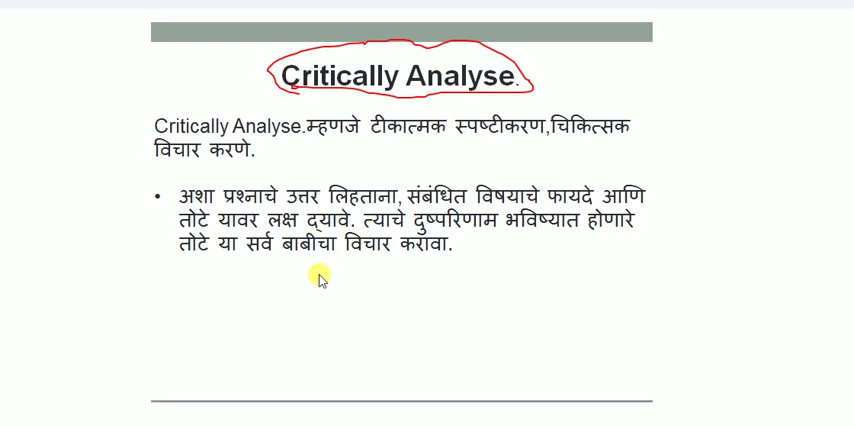 Critically Analyse.
Critically Analyse.म्हणजे टीकात्मक स्पष्टीकरण,चिकित्सक
विचार करणे.
• अशा प्रश्नाचे उत्तर लिहताना, संबंधित विषयाचे फायदे आणि
तोटे यावर लक्ष द्यावे. त्याचे दुष्परिणाम भविष्यात होणारे
तोटे या सर्व बाबीचा विचार करावा.